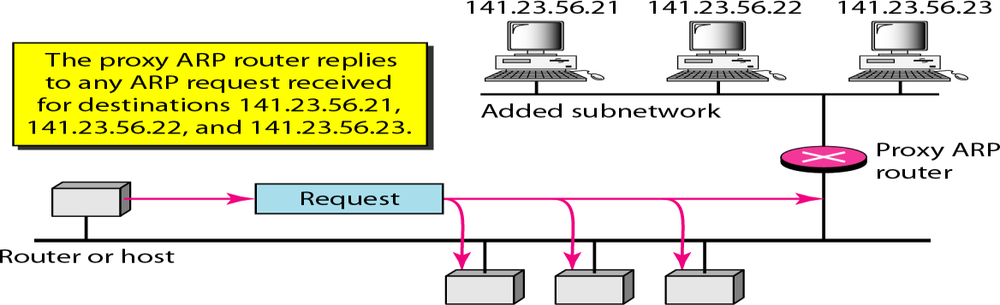 141.23.56.21 141.23.56.22 141.23.56.23
The proxy ARP router replies
to any ARP request received
for destinations 141.23.56.21,
141.23.56.22, and 141.23.56.23.
Added subnetwork
Proxy ARP
router
Request
Router or host